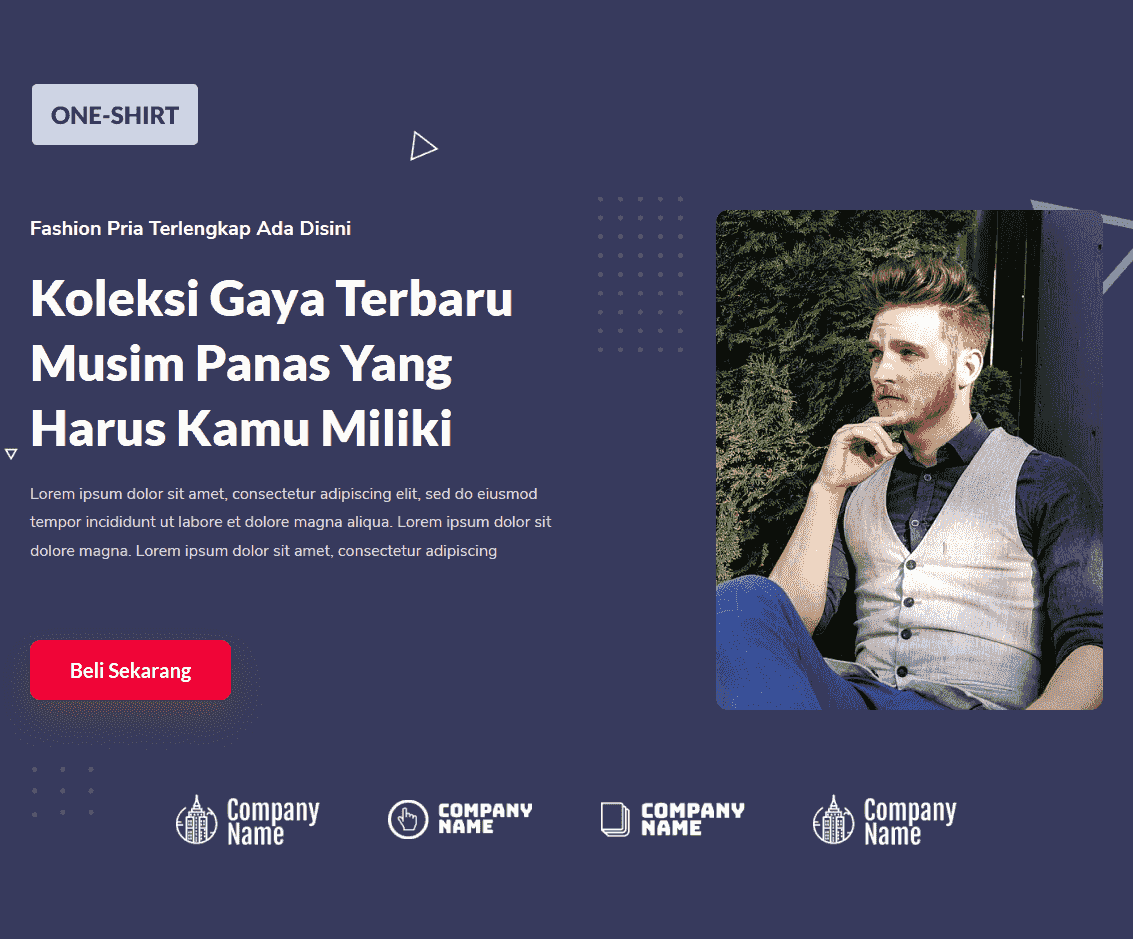 ONE-SHIRT
Fashion Pria Terlengkap Ada Disini
Koleksi Gaya Terbaru
Musim Panas Yang
Harus Kamu Miliki
Lorem ipsum dolor sit amet, consectetur adipiscing elit, sed do eiusmod
tempor incididunt ut labore et dolore magna aliqua. Lorem ipsum dolor sit
dolore magna. Lorem ipsum dolor sit amet, consectetur adipiscing
Beli Sekarang
Company
Name
COMPANY
NAME
COMPANY
NAME
Company
Name